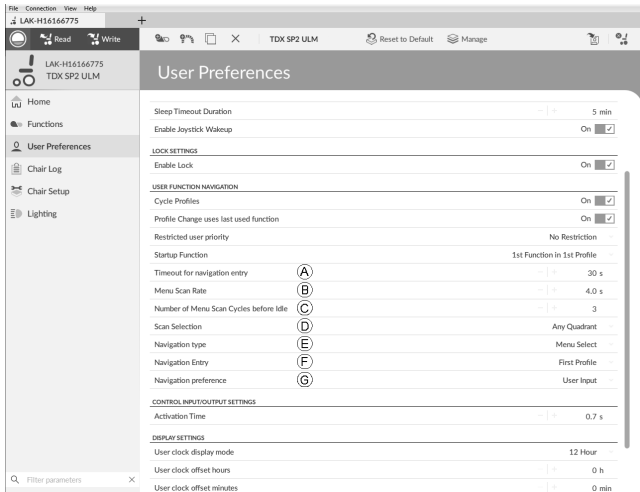 File Connection View Help
LAK-H16166775 +
Read Write TDX SP2 ULM Reset to Default Manage
LAK-H16166775
TDX SP2 ULM
User Preferences
Home
Functions
User Preferences
Chair Log
Chair Setup
Lighting
Filter parameters ×
Sleep Timeout Duration − + 5 min
Enable Joystick Wakeup On
LOCK SETTINGS
Enable Lock On
USER FUNCTION NAVIGATION
Cycle Profiles On
Profile Change uses last used function On
Restricted user priority No Restriction
Startup Function 1st Function in 1st Profile
Timeout for navigation entry A − + 30 s
Menu Scan Rate B − + 4.0 s
Number of Menu Scan Cycles before Idle C − + 3
Scan Selection D Any Quadrant
Navigation type E Menu Select
Navigation Entry F First Profile
Navigation preference G User Input
CONTROL INPUT/OUTPUT SETTINGS
Activation Time − + 0.7 s
DISPLAY SETTINGS
User clock display mode 12 Hour
User clock offset hours − + 0 h
User clock offset minutes − + 0 min